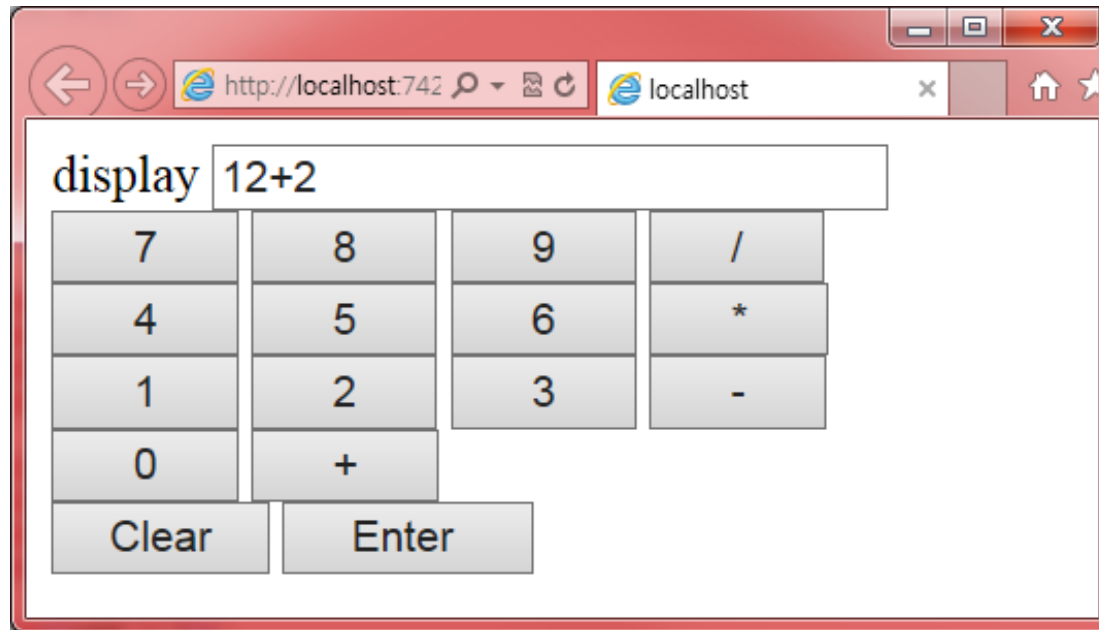 http://localhost:742 localhost
display 12+2
7 8 9 /
4 5 6 *
1 2 3 -
0 +
Clear Enter